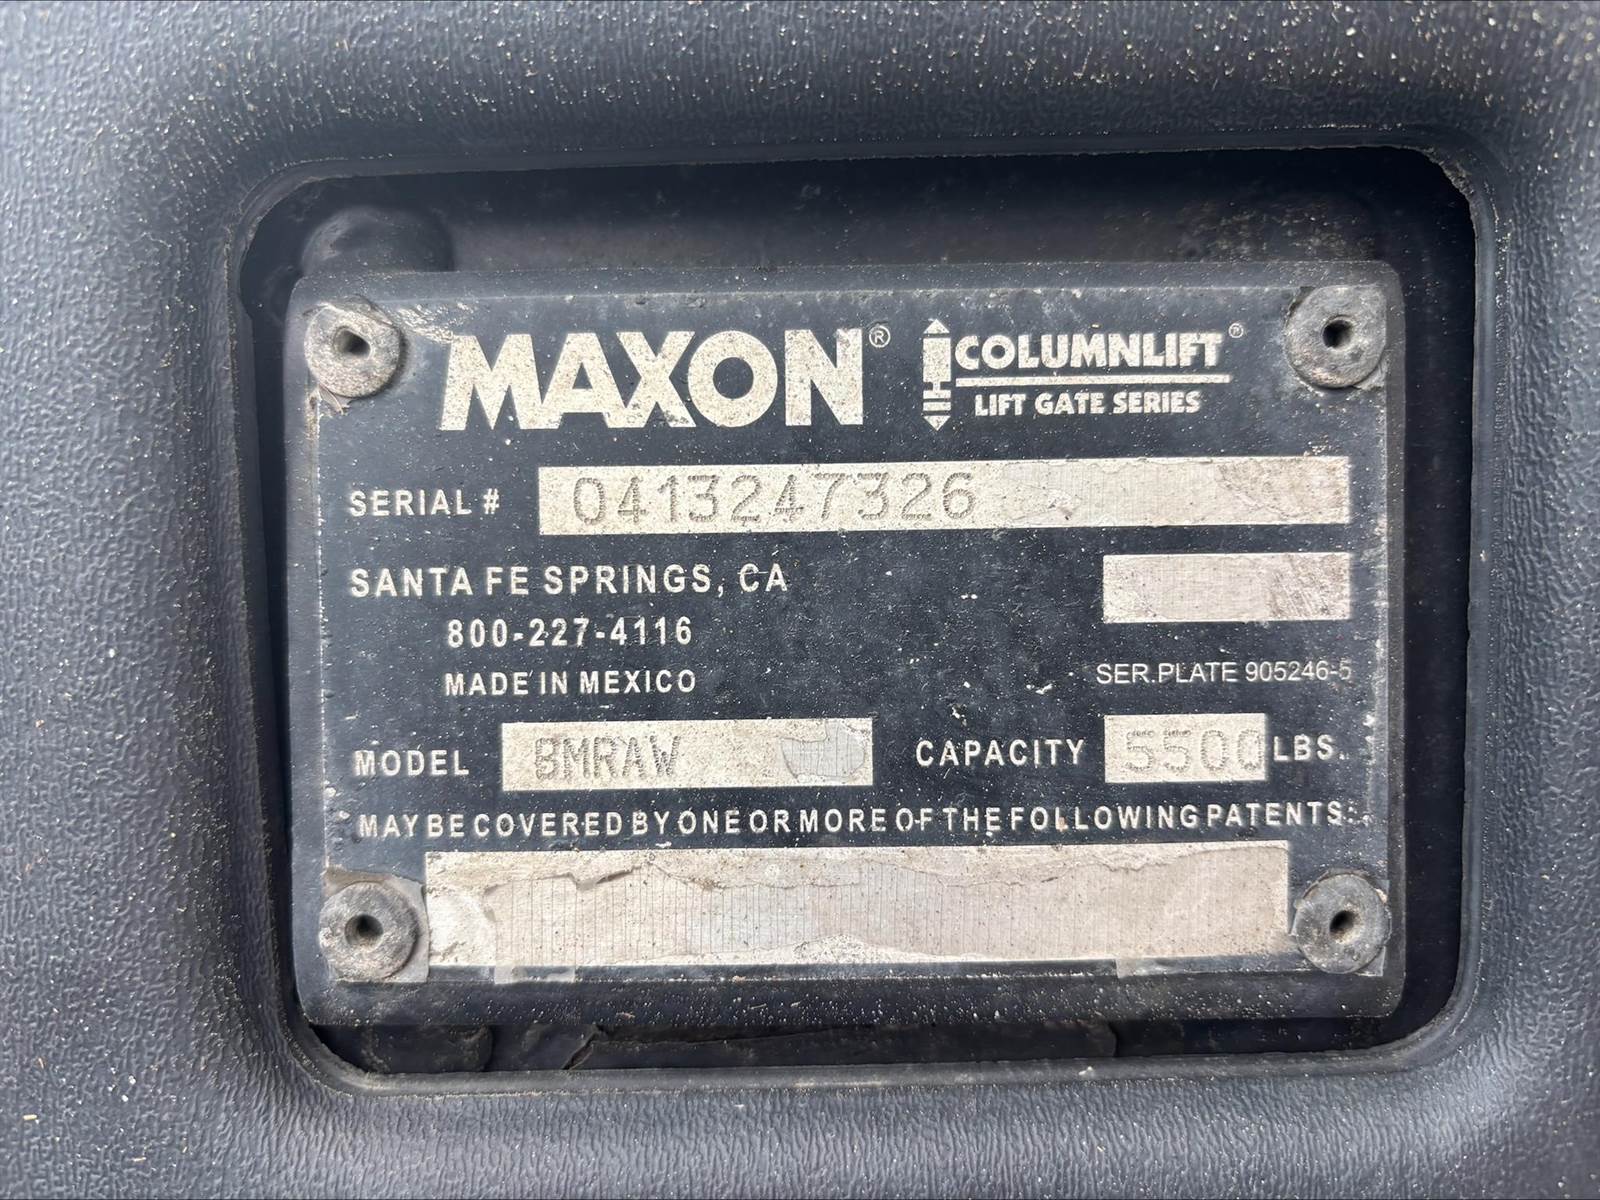 MAXON® COLUMNLIFT®
LIFT GATE SERIES
SERIAL # 0413247326
SANTA FE SPRINGS, CA
800-227-4116
MADE IN MEXICO
SER.PLATE 905246-5
MODEL BMRAW CAPACITY 5500 LBS.
MAY BE COVERED BY ONE OR MORE OF THE FOLLOWING PATENTS: